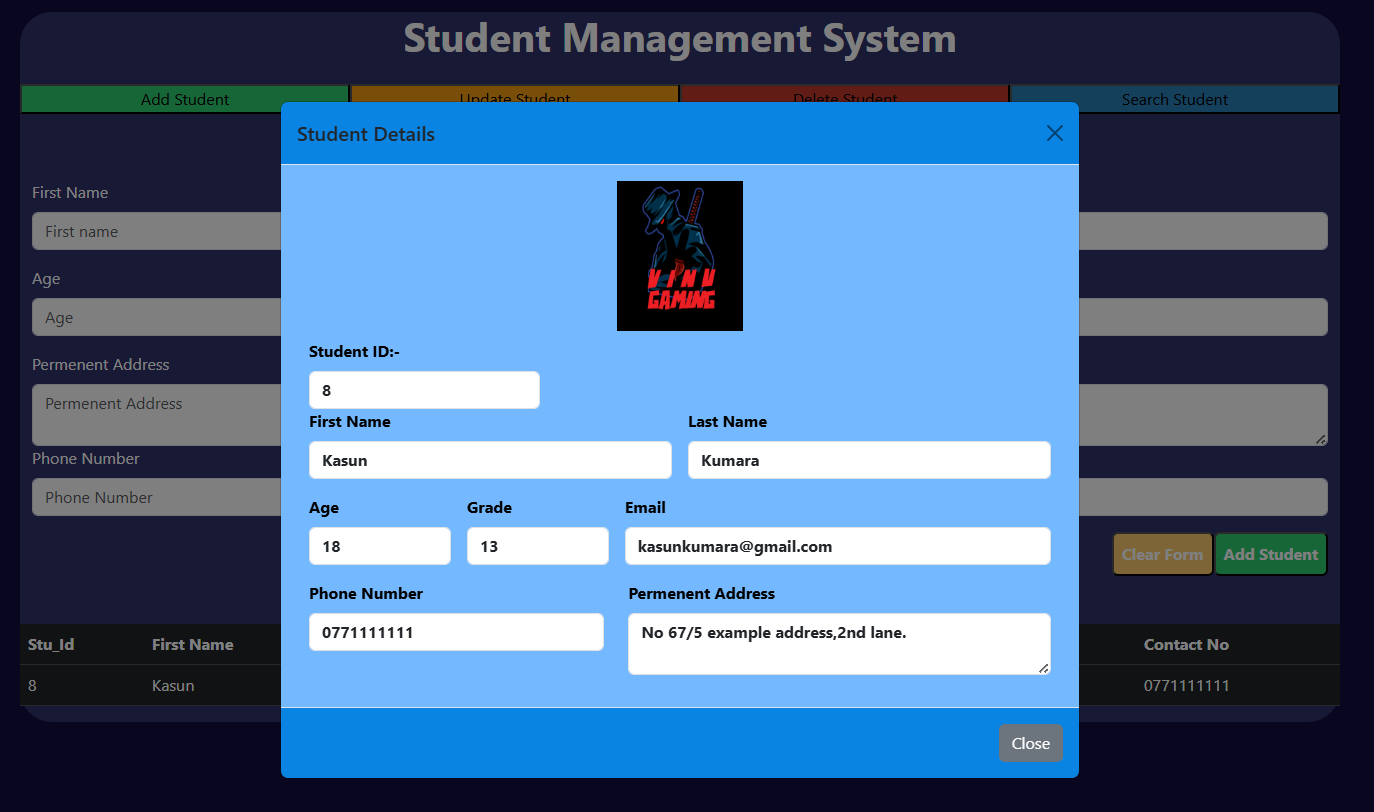 Student Management System
Add Student
Update Student
Delete Student
Search Student
Student Details
VINU
GAMING
Student ID:-
8
First Name
Last Name
Kasun
Kumara
Age
Grade
Email
18
13
kasunkumara@gmail.com
Phone Number
Permenent Address
0771111111
No 67/5 example address,2nd lane.
Close
First Name
First name
Age
Age
Permenent Address
Permenent Address
Phone Number
Phone Number
Clear Form
Add Student
Stu_Id
First Name
Contact No
8
Kasun
0771111111